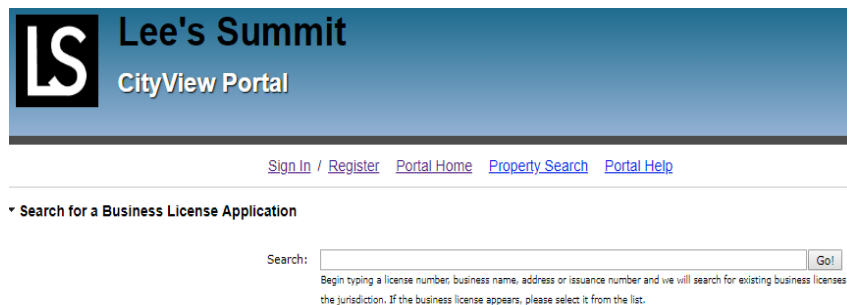 LS
Lee's Summit
CityView Portal
Sign In / Register Portal Home Property Search Portal Help
Search for a Business License Application
Search: Go!
Begin typing a license number, business name, address or issuance number and we will search for existing business licenses
the jurisdiction. If the business license appears, please select it from the list.